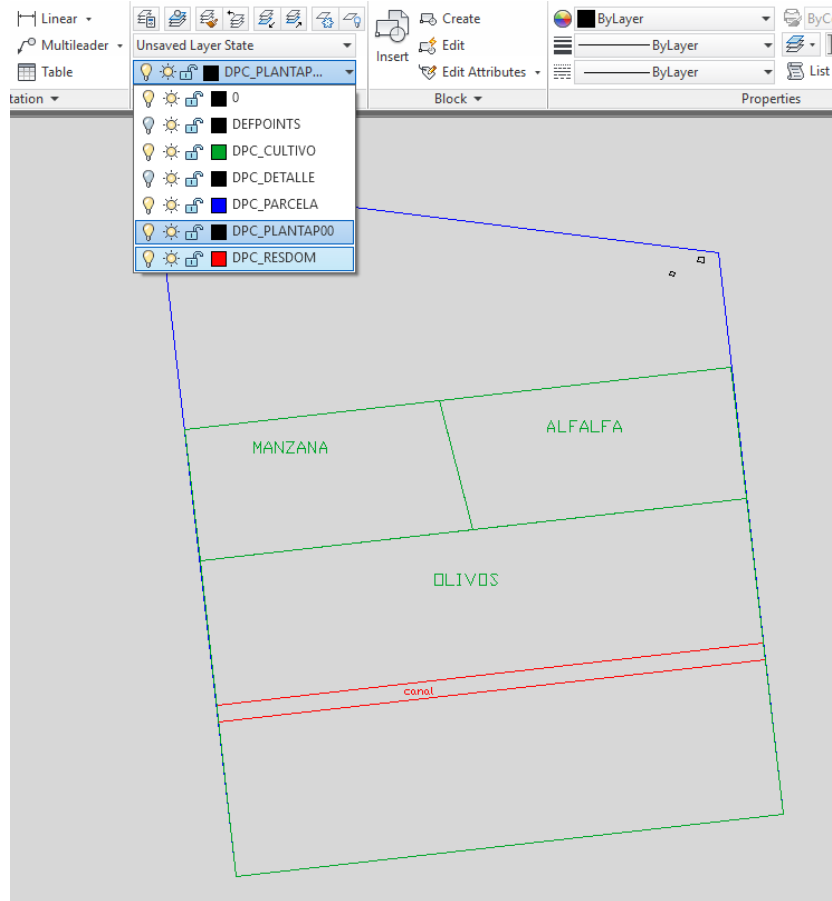 Linear
Multileader
Table
tation
Unsaved Layer State
DPC_PLANTAP...
0
DEFPOINTS
DPC_CULTIVO
DPC_DETALLE
DPC_PARCELA
DPC_PLANTAP00
DPC_RESDOM
Insert
Create
Edit
Edit Attributes
Block
ByLayer
ByLayer
ByLayer
ByC
List
Properties
MANZANA
ALFALFA
OLIVOS
canal